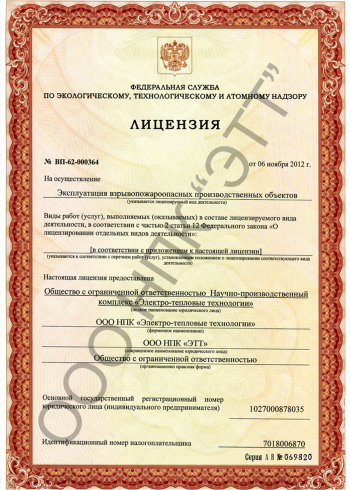 ФЕДЕРАЛЬНАЯ СЛУЖБА
ПО ЭКОЛОГИЧЕСКОМУ, ТЕХНОЛОГИЧЕСКОМУ И АТОМНОМУ НАДЗОРУ
ЛИЦЕНЗИЯ
№ ВП-62-000364 от 06 ноября 2012 г.
На осуществление
Эксплуатация взрывопожароопасных производственных объектов
(указывается лицензируемый вид деятельности)
Виды работ (услуг), выполняемых (оказываемых) в составе лицензируемого вида
деятельности, в соответствии с частью 2 статьи 12 Федерального закона «О
лицензировании отдельных видов деятельности»:
[в соответствии с приложением к настоящей лицензии]
(указывается в соответствии с перечнем работ (услуг), установленным положением о лицензировании соответствующего вида
деятельности)
Настоящая лицензия предоставлена
Общество с ограниченной ответственностью Научно-производственный
комплекс «Электро-тепловые технологии»
(полное наименование юридического лица)
ООО НПК «Электро-тепловые технологии»
(фирменное наименование)
ООО НПК «ЭТТ»
(сокращенное наименование юридического лица)
Общество с ограниченной ответственностью
(организационно правовая форма)
Основной государственный регистрационный номер
юридического лица (индивидуального предпринимателя) 1027000878035
Идентификационный номер налогоплательщика 7018006870
Серия А В № 069820
ООО НПК "ЭТТ"